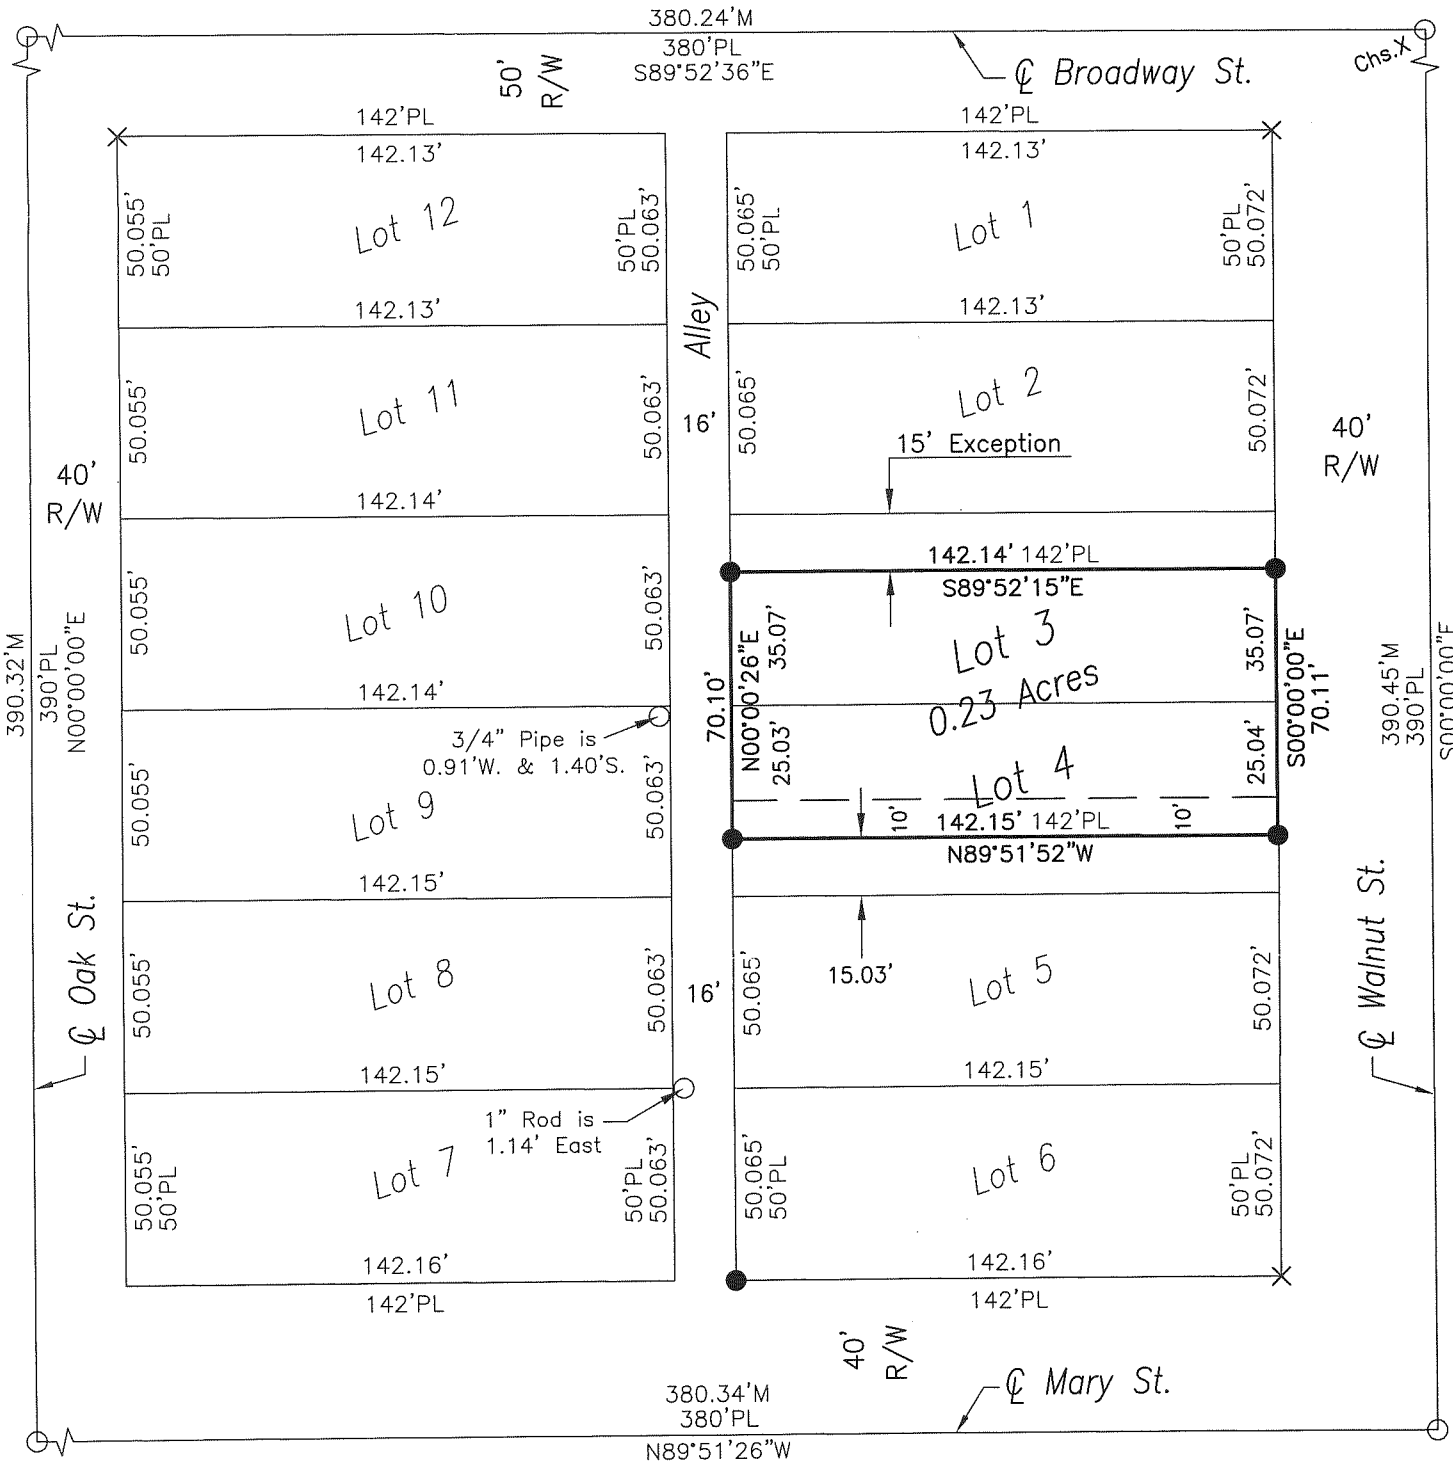 380.24'M
380'PL
S89°52'36"E
50'
R/W
℄ Broadway St.
Chs.X
142'PL
142.13'
142'PL
142.13'
50.055'
50'PL
Lot 12
50'PL
50.063'
50.065'
50'PL
Lot 1
50'PL
50.072'
142.13'
142.13'
Alley
50.055'
Lot 11
50.063'
16'
50.065'
Lot 2
50.072'
15' Exception
40'
R/W
40'
R/W
142.14'
142.14' 142'PL
S89°52'15"E
50.055'
Lot 10
50.063'
390.32'M
390'PL
N00°00'00"E
70.10'
N00°00'26"E
35.07'
25.03'
Lot 3
0.23 Acres
35.07'
25.04'
S00°00'00"E
70.11'
390.45'M
390'PL
S00°00'00"E
142.14'
3/4" Pipe is
0.91'W. & 1.40'S.
50.055'
Lot 9
50.063'
Lot 4
10'
142.15' 142'PL
10'
N89°51'52"W
142.15'
℄ Oak St.
50.055'
Lot 8
50.063'
16'
50.065'
15.03'
Lot 5
50.072'
℄ Walnut St.
142.15'
142.15'
1" Rod is
1.14' East
50.055'
50'PL
Lot 7
50'PL
50.063'
50.065'
50'PL
Lot 6
50'PL
50.072'
142.16'
142'PL
142.16'
142'PL
40'
R/W
℄ Mary St.
380.34'M
380'PL
N89°51'26"W